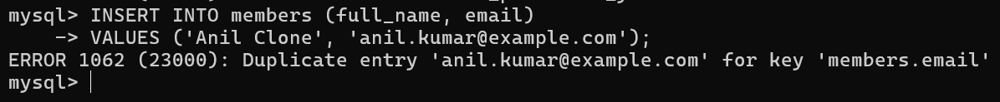 mysql> INSERT INTO members (full_name, email)
    -> VALUES ('Anil Clone', 'anil.kumar@example.com');
ERROR 1062 (23000): Duplicate entry 'anil.kumar@example.com' for key 'members.email'
mysql>